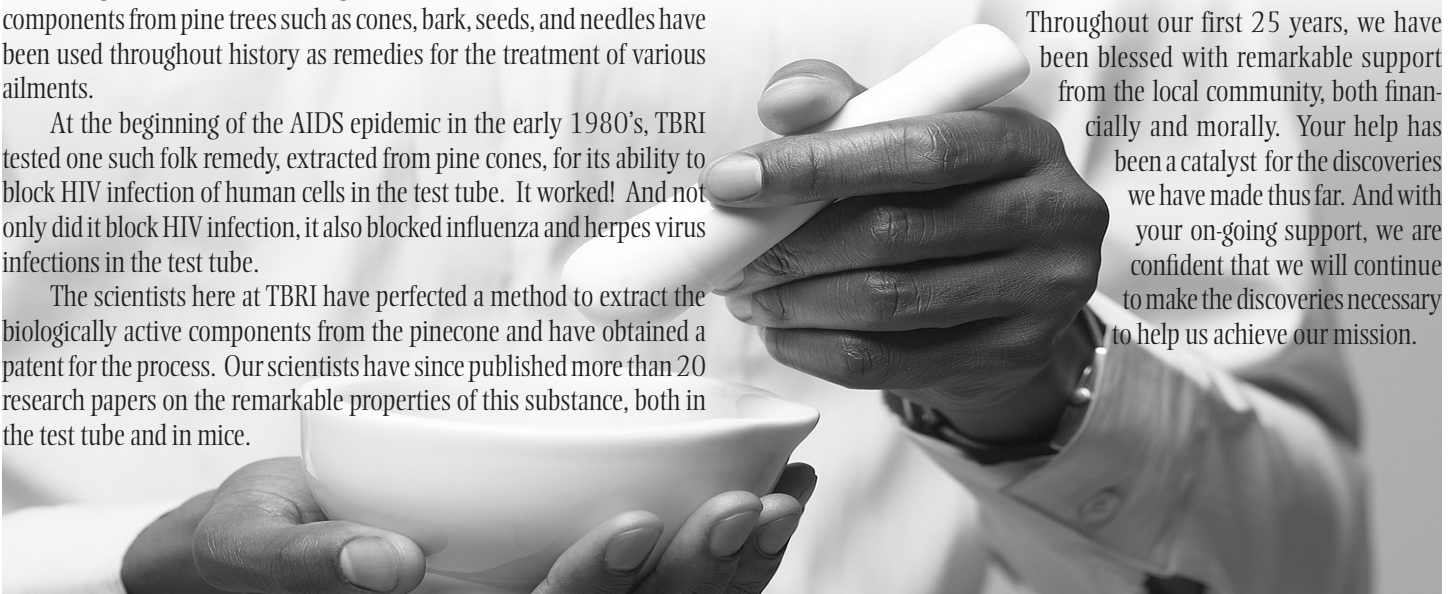 components from pine trees such as cones, bark, seeds, and needles have
been used throughout history as remedies for the treatment of various
ailments.
At the beginning of the AIDS epidemic in the early 1980's, TBRI
tested one such folk remedy, extracted from pine cones, for its ability to
block HIV infection of human cells in the test tube.  It worked!  And not
only did it block HIV infection, it also blocked influenza and herpes virus
infections in the test tube.
The scientists here at TBRI have perfected a method to extract the
biologically active components from the pinecone and have obtained a
patent for the process.  Our scientists have since published more than 20
research papers on the remarkable properties of this substance, both in
the test tube and in mice.
Throughout our first 25 years, we have
been blessed with remarkable support
from the local community, both finan-
cially and morally.  Your help has
been a catalyst for the discoveries
we have made thus far.  And with
your on-going support, we are
confident that we will continue
to make the discoveries necessary
to help us achieve our mission.